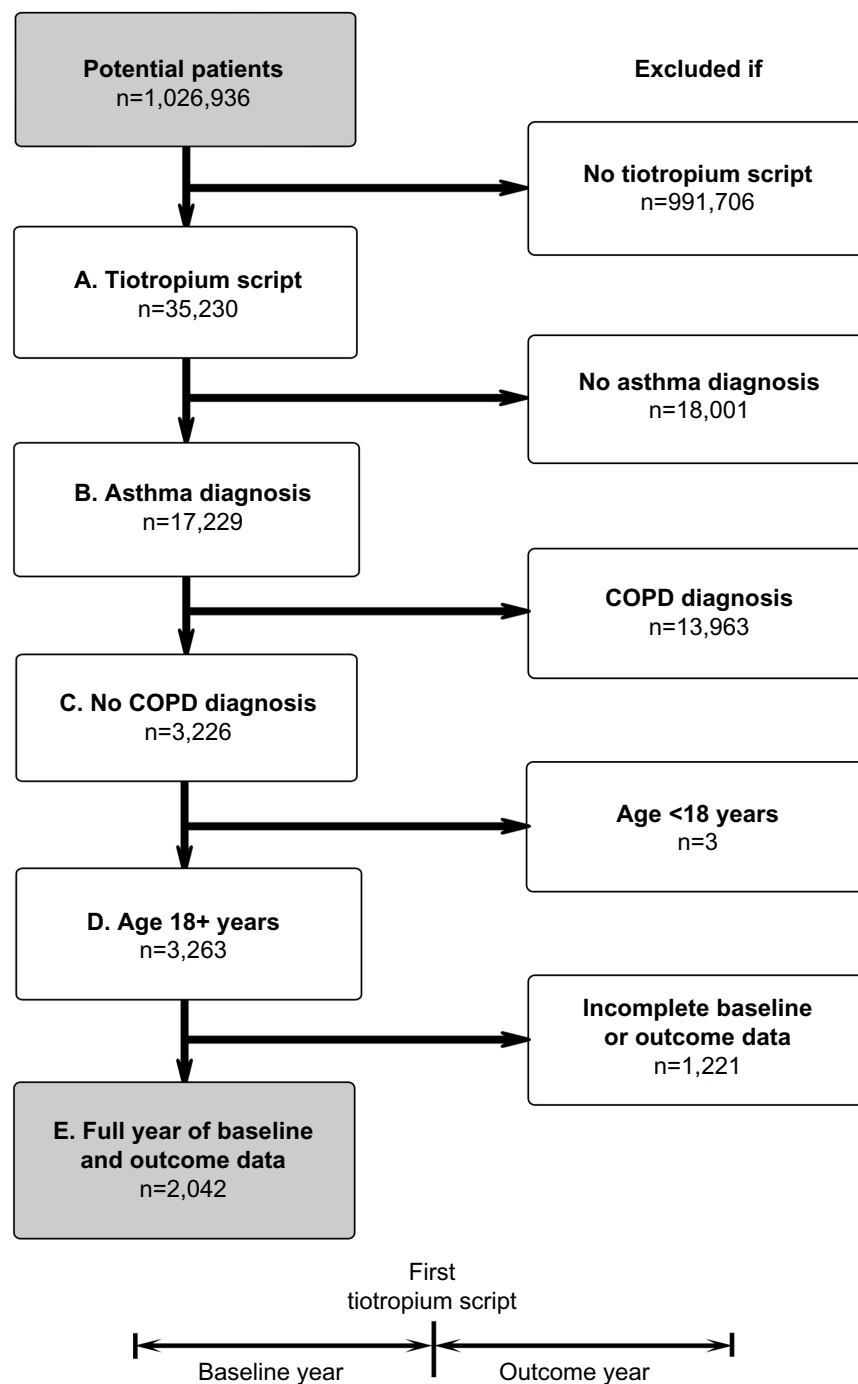 Potential patients
n=1,026,936
Excluded if
No tiotropium script
n=991,706
A. Tiotropium script
n=35,230
No asthma diagnosis
n=18,001
B. Asthma diagnosis
n=17,229
COPD diagnosis
n=13,963
C. No COPD diagnosis
n=3,226
Age <18 years
n=3
D. Age 18+ years
n=3,263
Incomplete baseline
or outcome data
n=1,221
E. Full year of baseline
and outcome data
n=2,042
First
tiotropium script
Baseline year
Outcome year